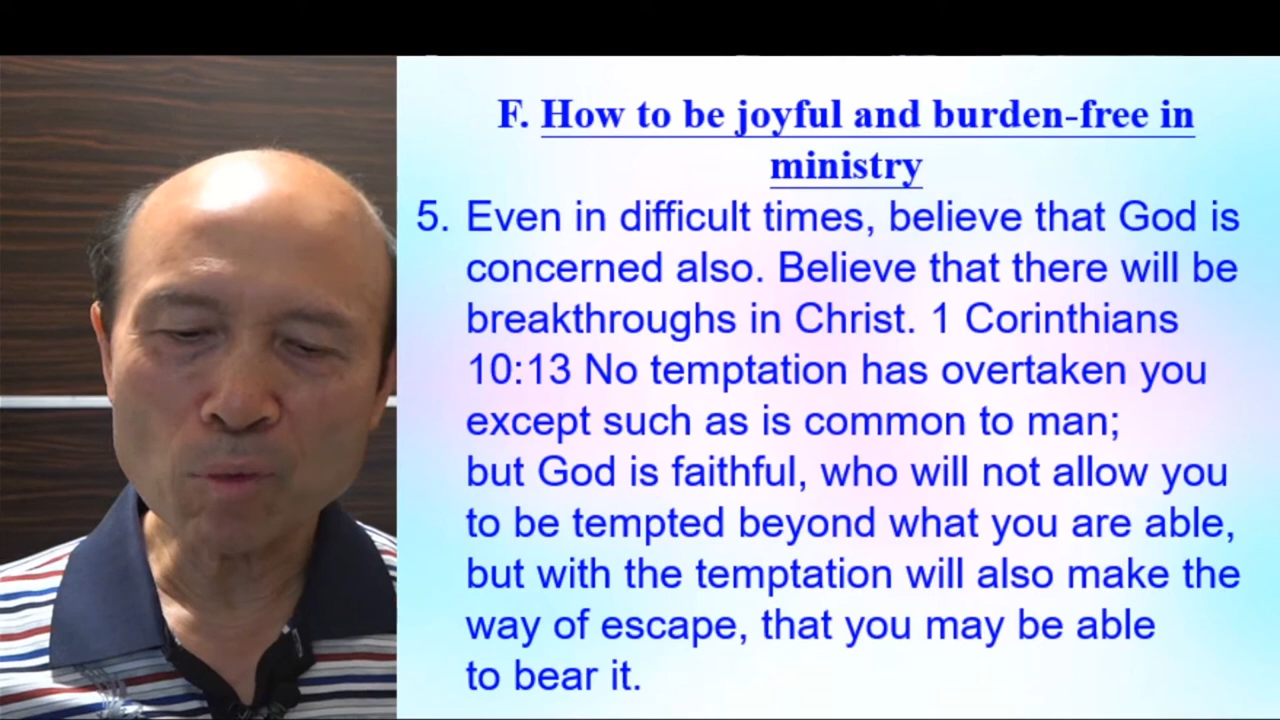 F. How to be joyful and burden-free in
ministry
5. Even in difficult times, believe that God is
concerned also. Believe that there will be
breakthroughs in Christ. 1 Corinthians
10:13 No temptation has overtaken you
except such as is common to man;
but God is faithful, who will not allow you
to be tempted beyond what you are able,
but with the temptation will also make the
way of escape, that you may be able
to bear it.